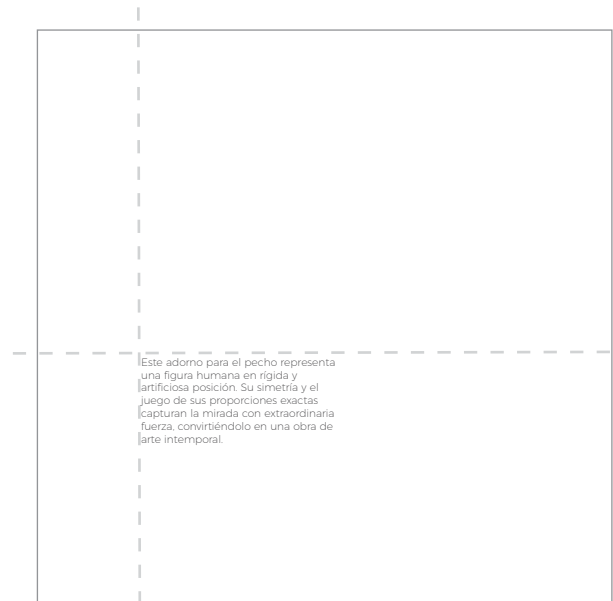 Este adorno para el pecho representa
una figura humana en rígida y
artificiosa posición. Su simetría y el
juego de sus proporciones exactas
capturan la mirada con extraordinaria
fuerza, convirtiéndolo en una obra de
arte intemporal.